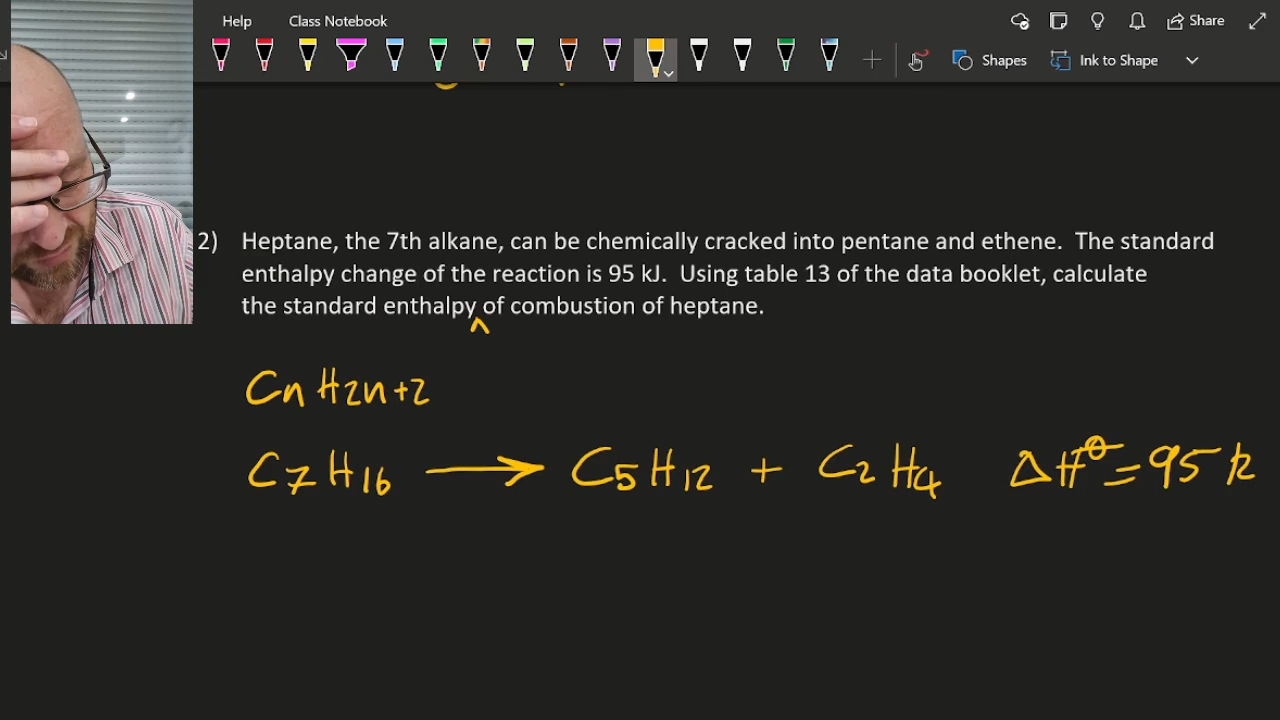 Help Class Notebook
Share
Shapes Ink to Shape
2) Heptane, the 7th alkane, can be chemically cracked into pentane and ethene. The standard
enthalpy change of the reaction is 95 kJ. Using table 13 of the data booklet, calculate
the standard enthalpy of combustion of heptane.
^
CnH2n+2
C7H16 → C5H12 + C2H4 ΔH⦵ = 95 k